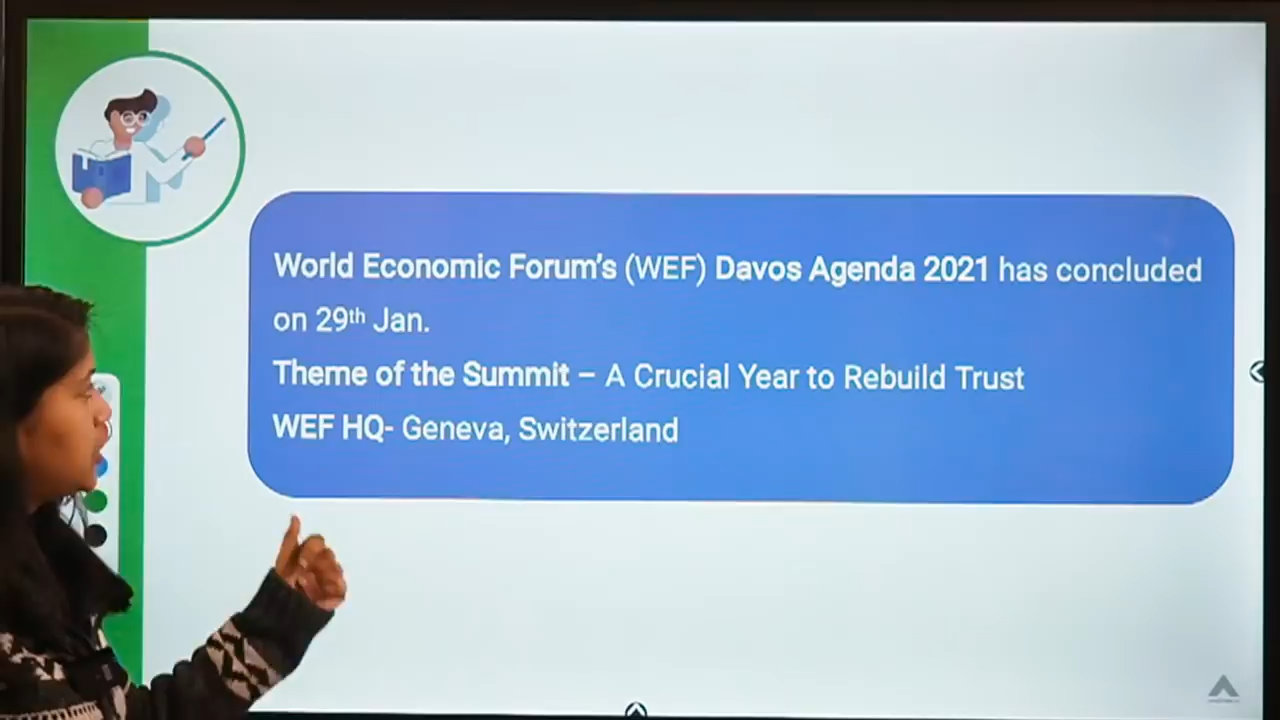 World Economic Forum's (WEF) Davos Agenda 2021 has concluded
on 29th Jan.
Theme of the Summit – A Crucial Year to Rebuild Trust
WEF HQ- Geneva, Switzerland